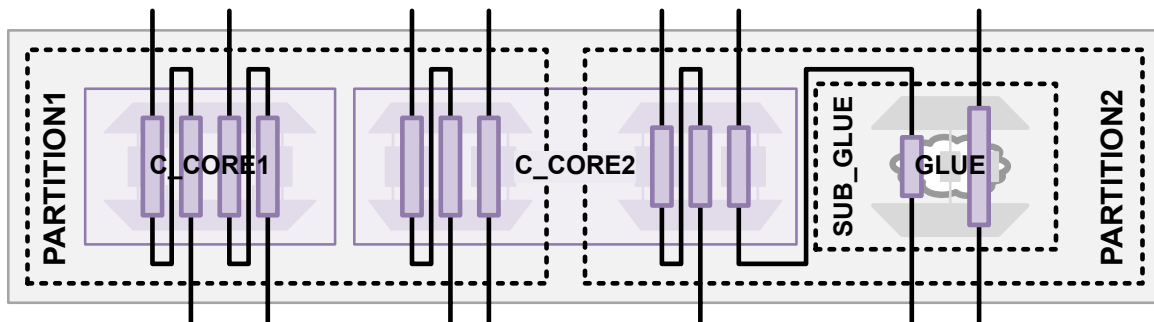 PARTITION1
C_CORE1
C_CORE2
SUB_GLUE
GLUE
PARTITION2